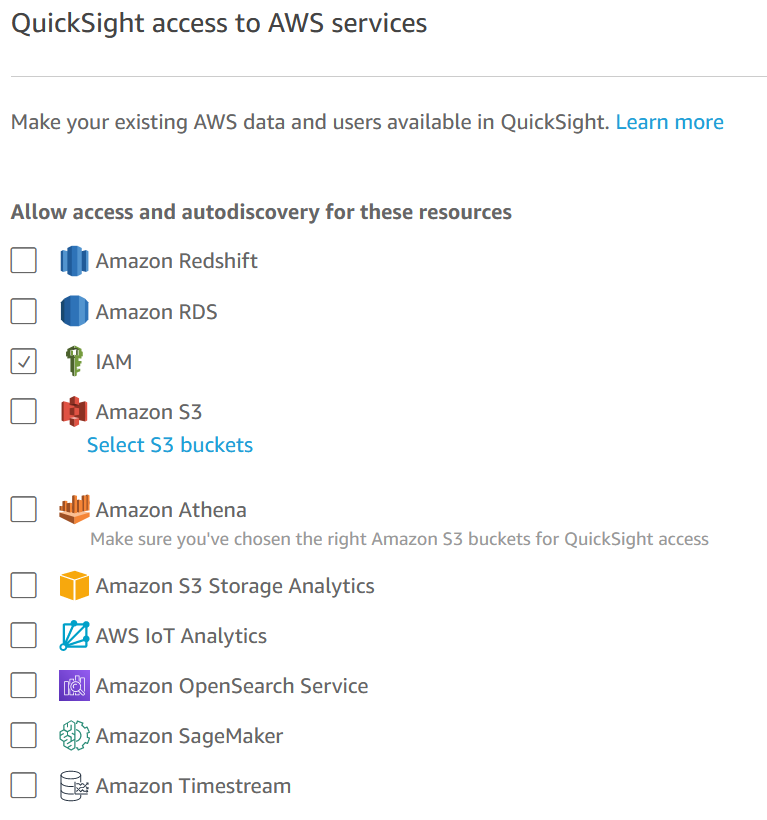 QuickSight access to AWS services
Make your existing AWS data and users available in QuickSight. Learn more
Allow access and autodiscovery for these resources
Amazon Redshift
Amazon RDS
IAM
Amazon S3
Select S3 buckets
Amazon Athena
Make sure you've chosen the right Amazon S3 buckets for QuickSight access
Amazon S3 Storage Analytics
AWS IoT Analytics
Amazon OpenSearch Service
Amazon SageMaker
Amazon Timestream